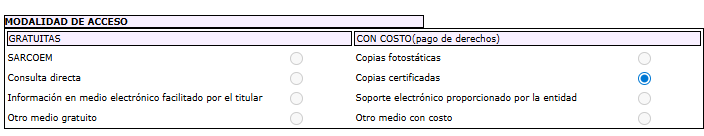 MODALIDAD DE ACCESO
GRATUITAS CON COSTO(pago de derechos)
SARCOEM Copias fotostáticas
Consulta directa Copias certificadas
Información en medio electrónico facilitado por el titular Soporte electrónico proporcionado por la entidad
Otro medio gratuito Otro medio con costo